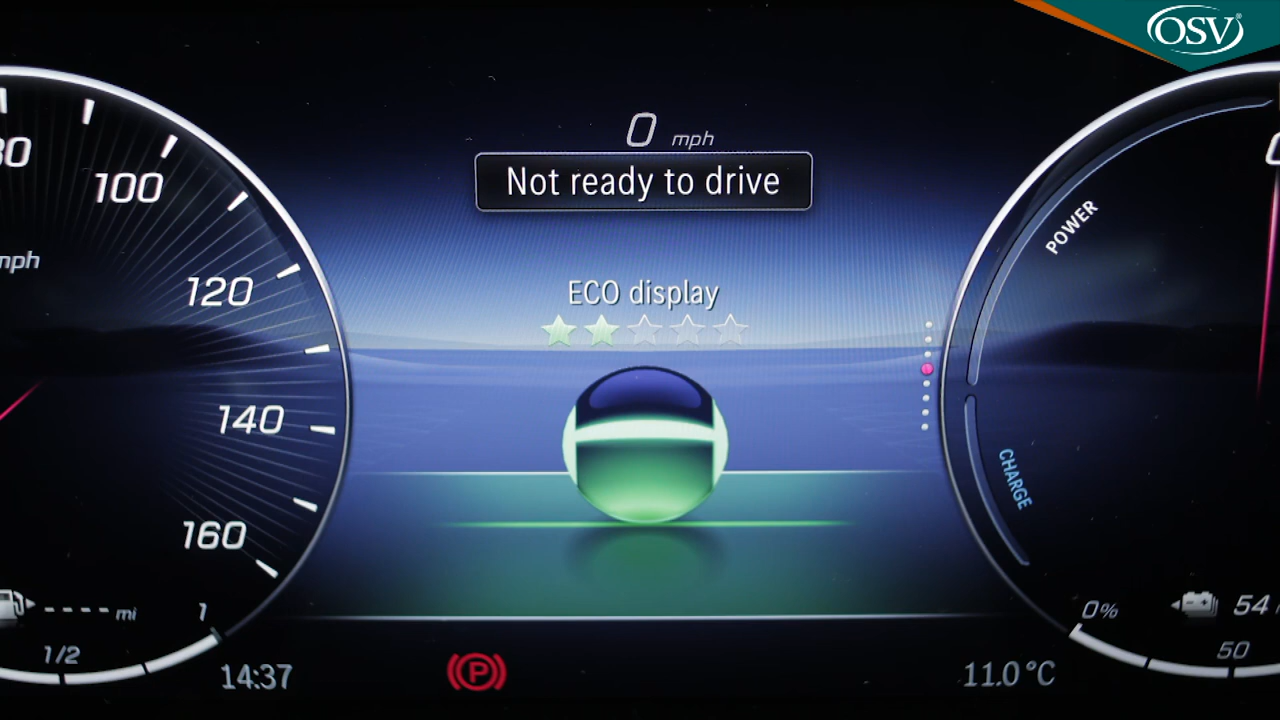 OSV®
0 mph
Not ready to drive
100
120
140
160
mph
ECO display
POWER
CHARGE
mi
1
1/2
14:37
P
0%
54
50
11.0 °C